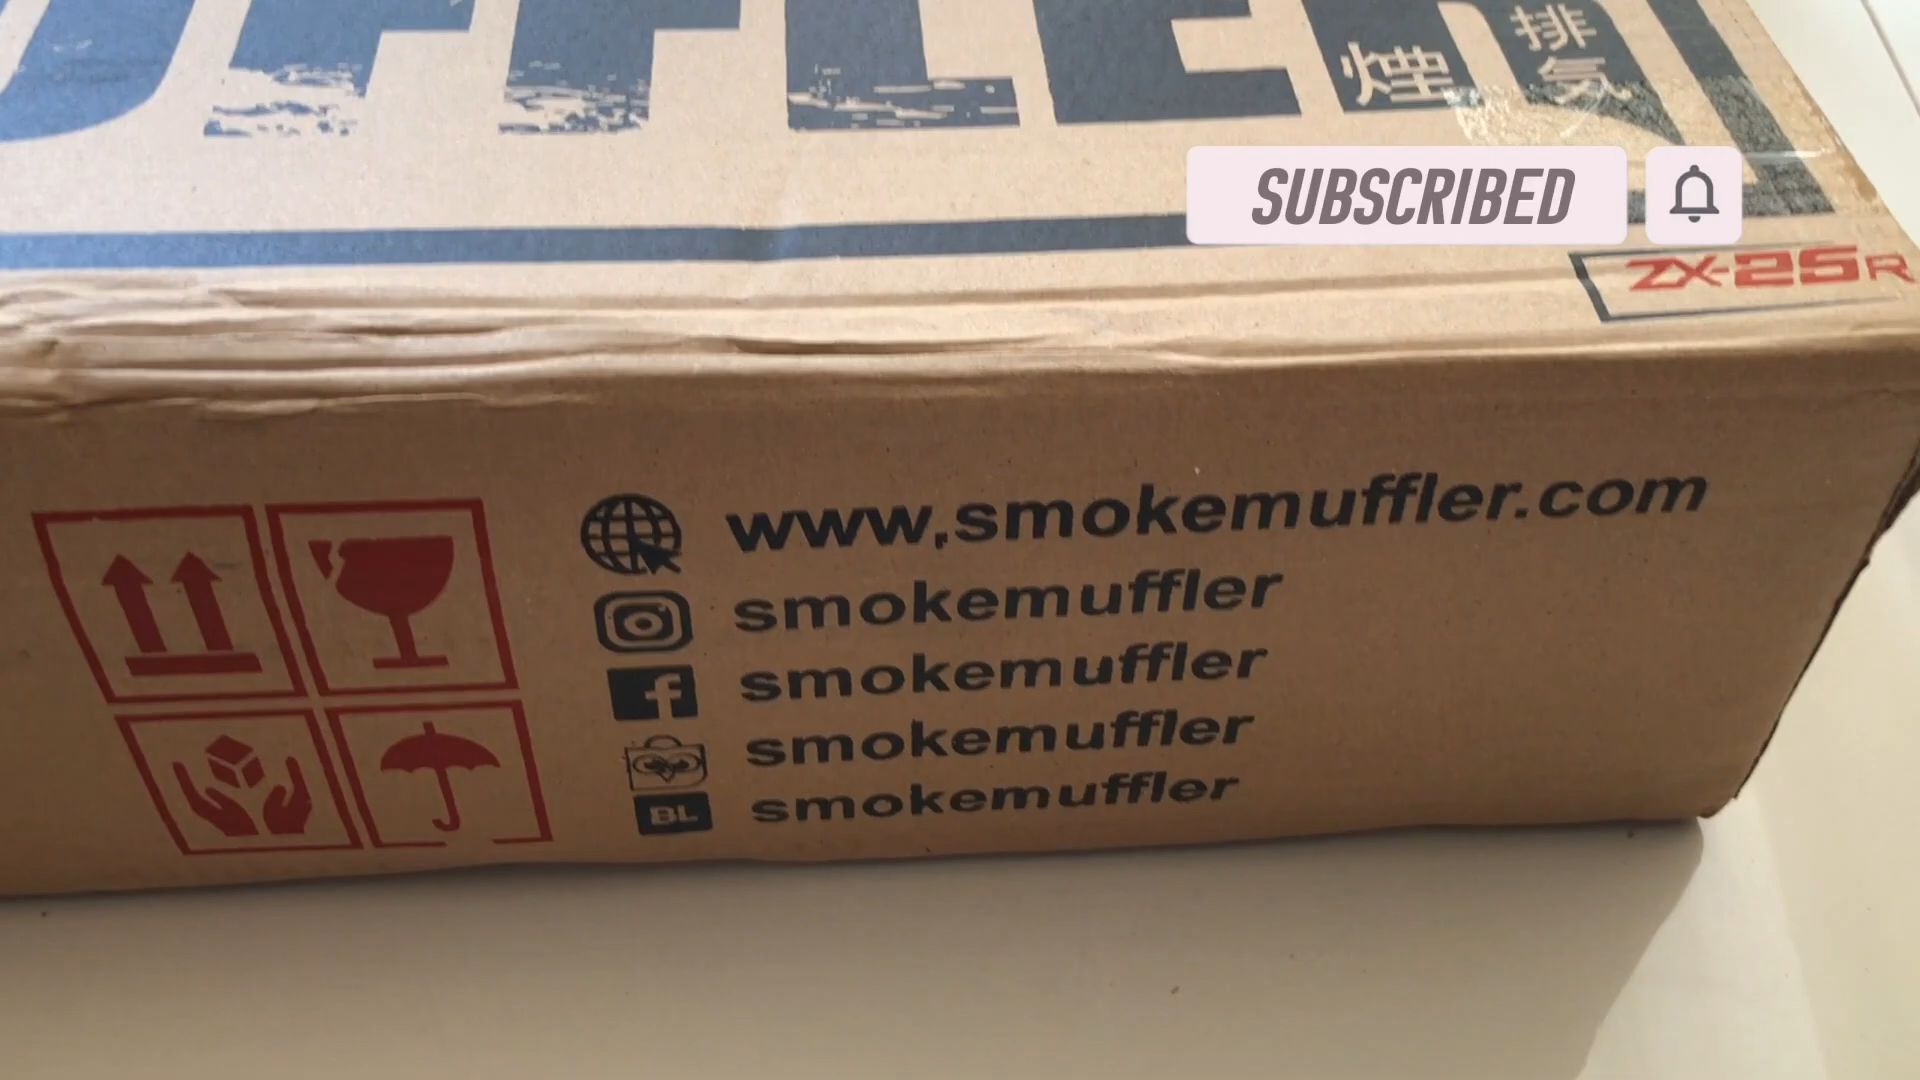 UFFLER
煙
排
気
SUBSCRIBED
ZX-25R
www.smokemuffler.com
smokemuffler
smokemuffler
smokemuffler
BL smokemuffler